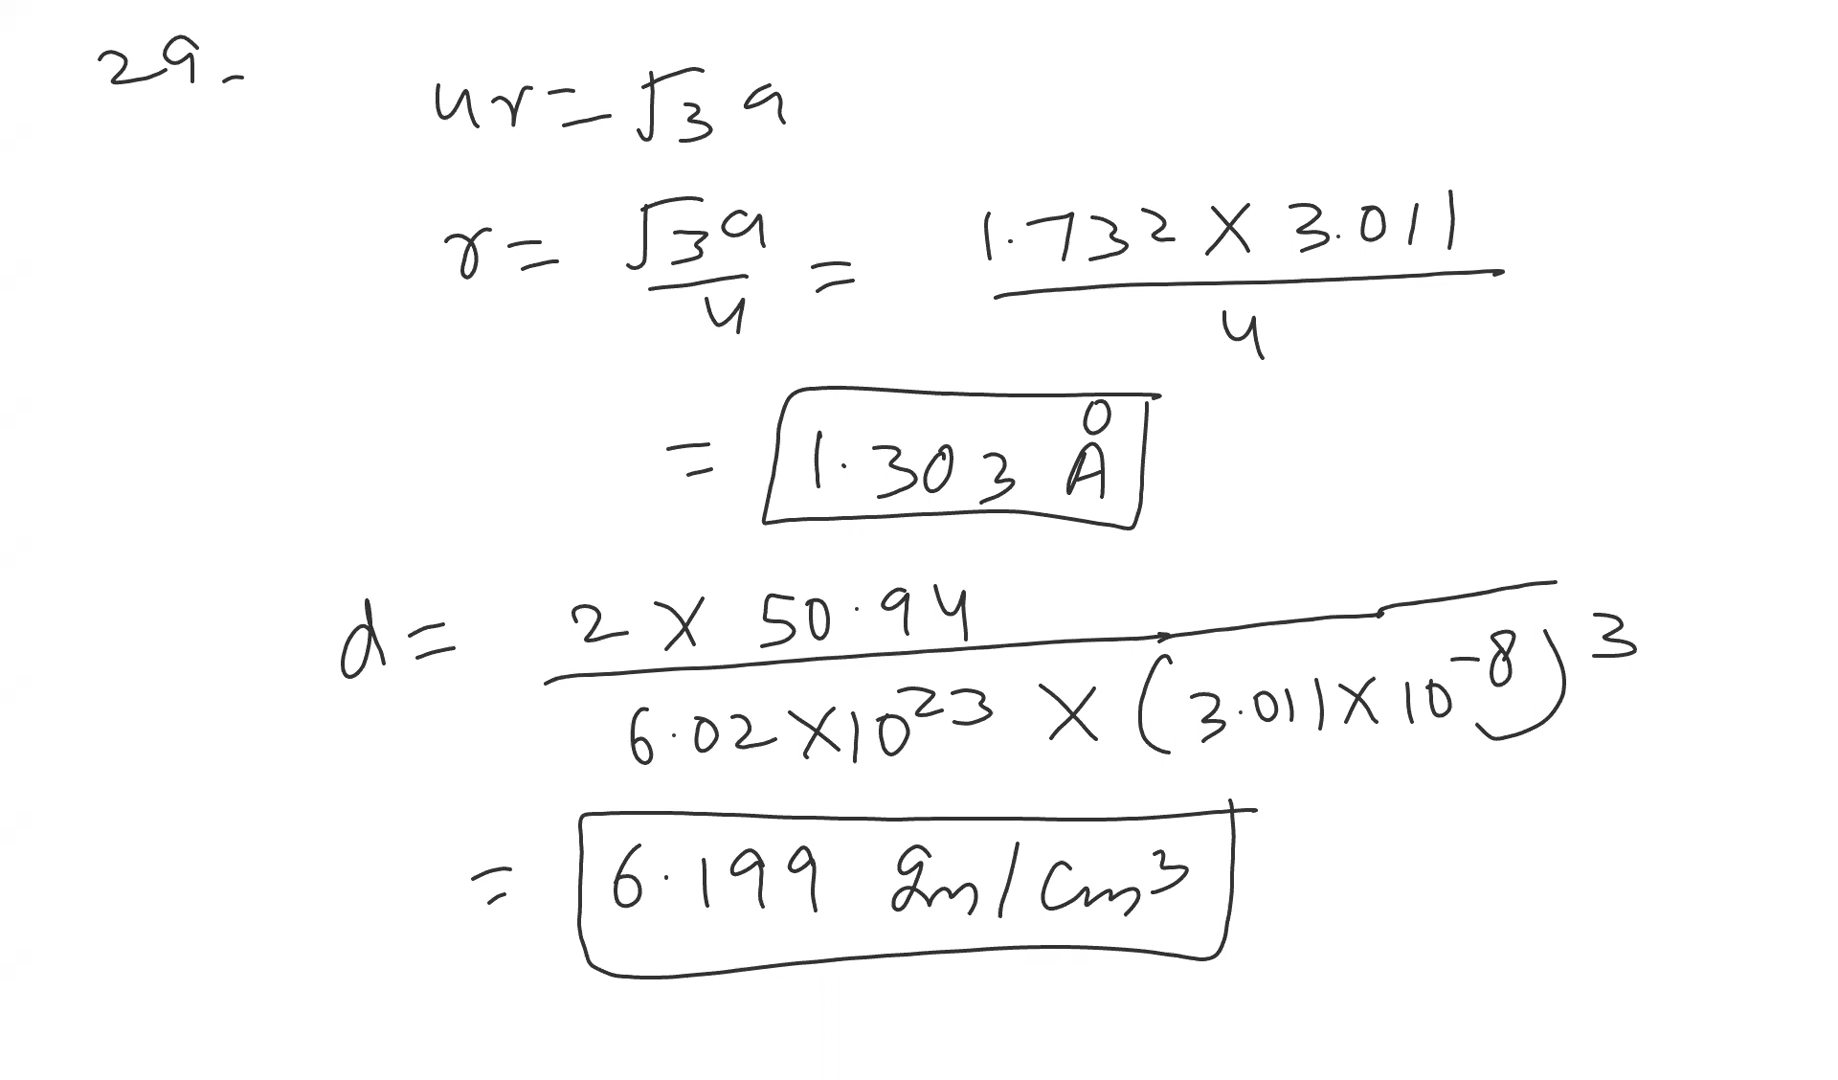 29.
4r = √3 a
r = √3a/4 = 1.732 × 3.011/4
= 1.303 Å
d = 2 × 50.94/6.02 × 10²³ × (3.011 × 10⁻⁸)³
= 6.199 gm/cm³